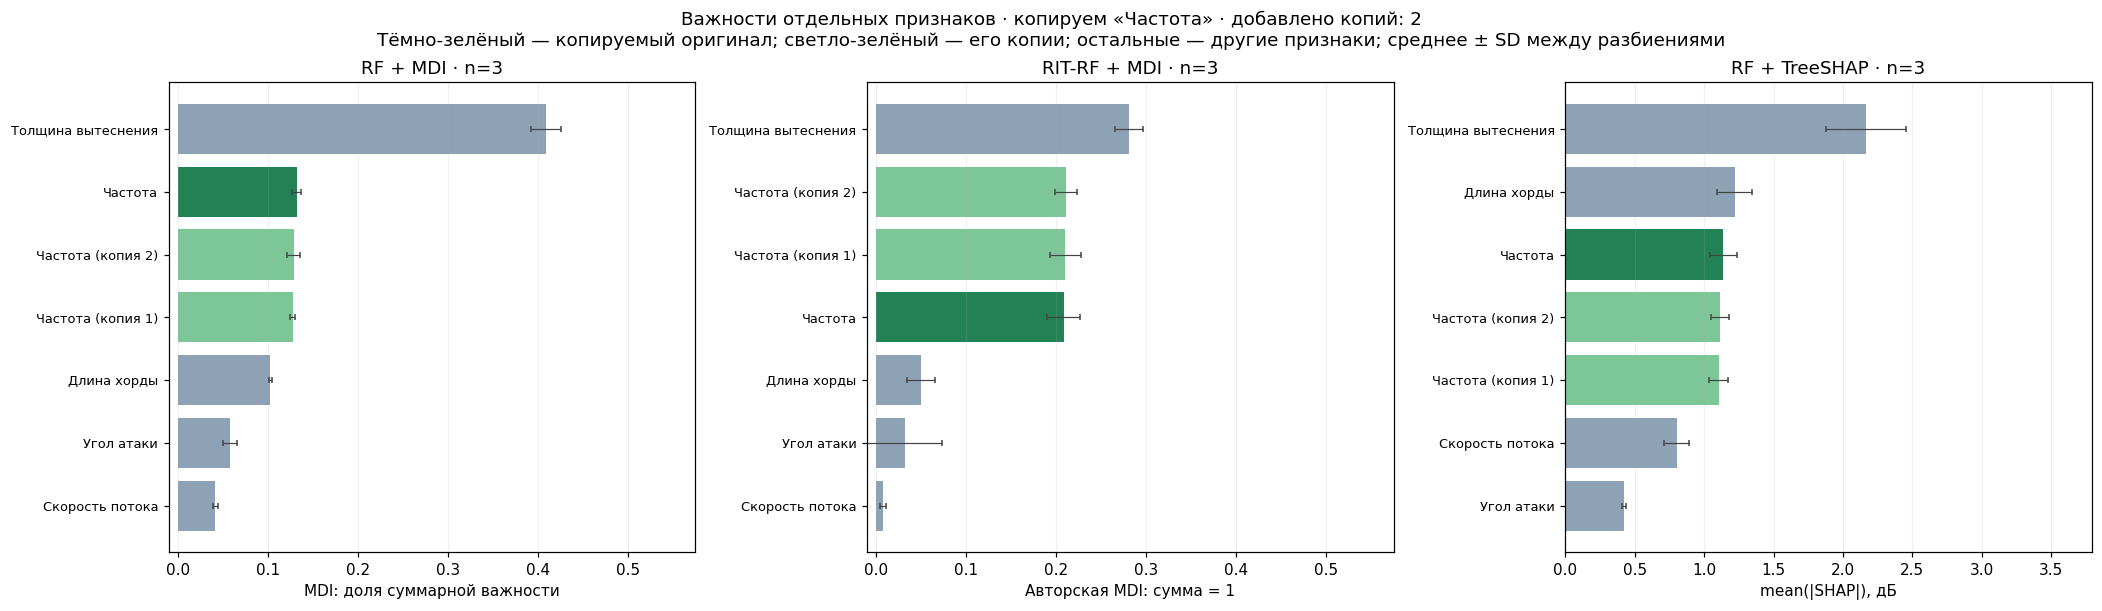 Важности отдельных признаков · копируем «Частота» · добавлено копий: 2
Тёмно-зелёный — копируемый оригинал; светло-зелёный — его копии; остальные — другие признаки; среднее ± SD между разбиениями
RF + MDI · n=3
Толщина вытеснения
Частота
Частота (копия 2)
Частота (копия 1)
Длина хорды
Угол атаки
Скорость потока
0.0 0.1 0.2 0.3 0.4 0.5
MDI: доля суммарной важности
RIT-RF + MDI · n=3
Толщина вытеснения
Частота (копия 2)
Частота (копия 1)
Частота
Длина хорды
Угол атаки
Скорость потока
0.0 0.1 0.2 0.3 0.4 0.5
Авторская MDI: сумма = 1
RF + TreeSHAP · n=3
Толщина вытеснения
Длина хорды
Частота
Частота (копия 2)
Частота (копия 1)
Скорость потока
Угол атаки
0.0 0.5 1.0 1.5 2.0 2.5 3.0 3.5
mean(|SHAP|), дБ